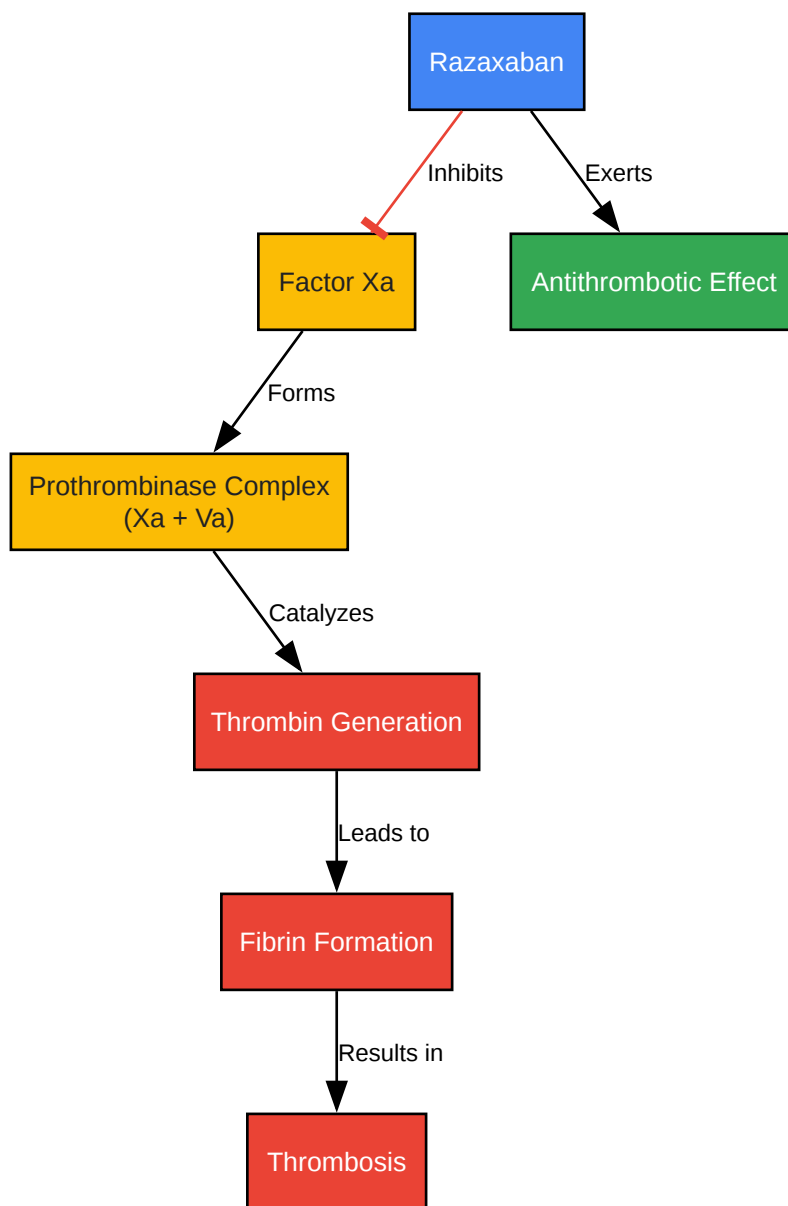 Razaxaban
Inhibits
Exerts
Factor Xa
Antithrombotic Effect
Forms
Prothrombinase Complex
(Xa + Va)
Catalyzes
Thrombin Generation
Leads to
Fibrin Formation
Results in
Thrombosis